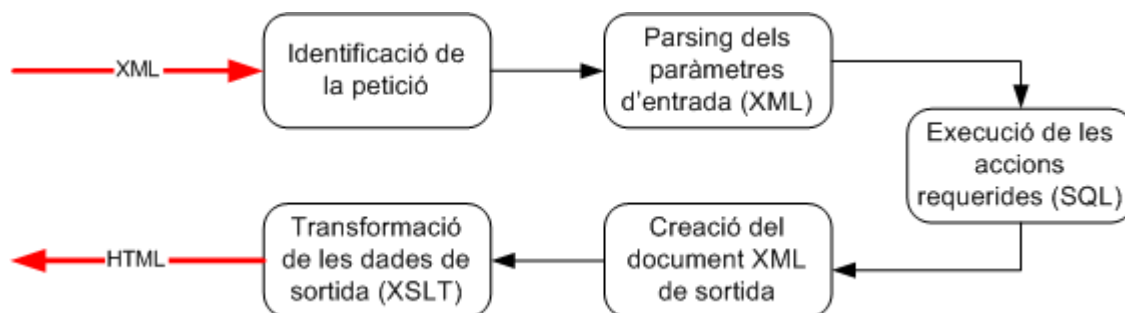 XML
Identificació de
la petició
Parsing dels
paràmetres
d'entrada (XML)
Execució de les
accions
requerides (SQL)
Creació del
document XML
de sortida
Transformació
de les dades de
sortida (XSLT)
HTML